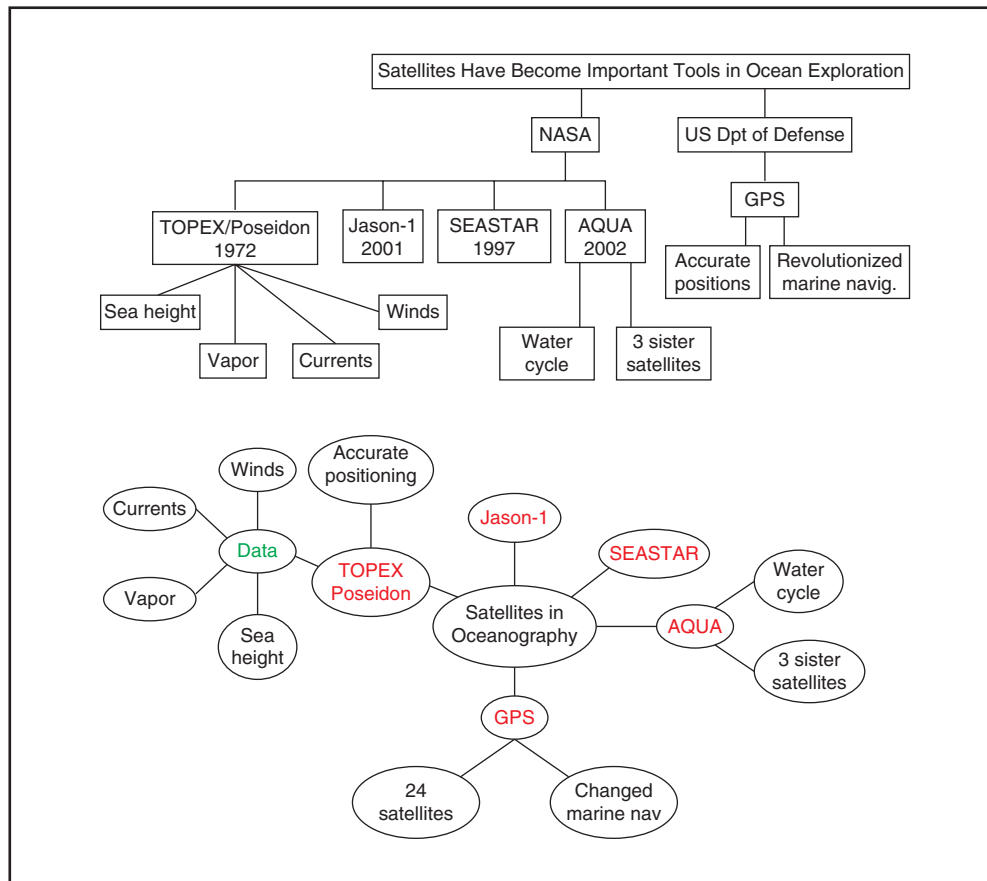 Satellites Have Become Important Tools in Ocean Exploration
NASA
US Dpt of Defense
GPS
TOPEX/Poseidon
1972
Jason-1
2001
SEASTAR
1997
AQUA
2002
Accurate
positions
Revolutionized
marine navig.
Sea height
Vapor
Currents
Winds
Water
cycle
3 sister
satellites
Winds
Accurate
positioning
Currents
Data
Vapor
Sea
height
TOPEX
Poseidon
Jason-1
SEASTAR
Satellites in
Oceanography
AQUA
Water
cycle
3 sister
satellites
GPS
24
satellites
Changed
marine nav